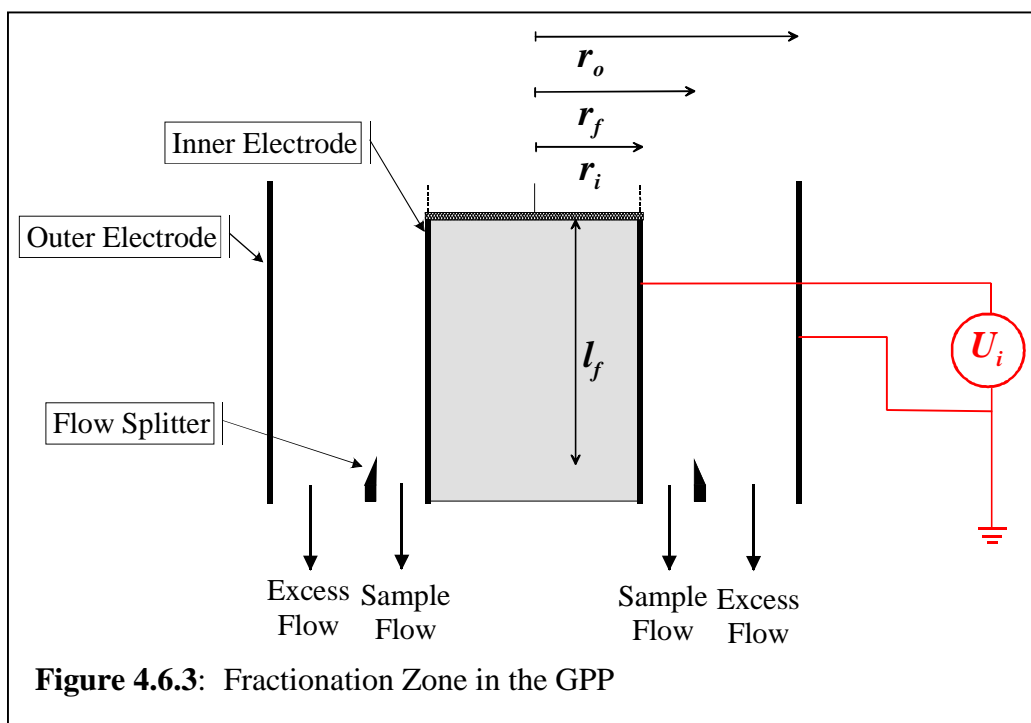 r_o
r_f
r_i
Inner Electrode
Outer Electrode
l_f
U_i
Flow Splitter
Excess
Flow
Sample
Flow
Sample
Flow
Excess
Flow
Figure 4.6.3: Fractionation Zone in the GPP